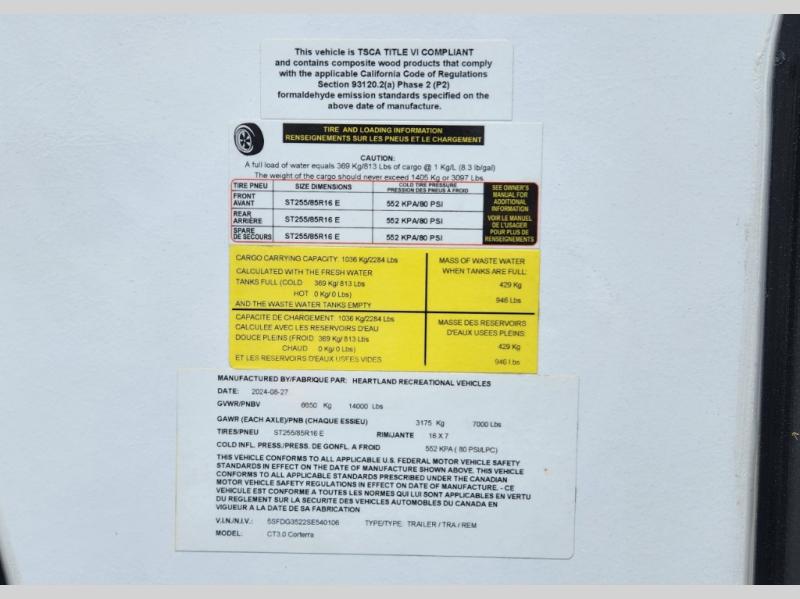 This vehicle is TSCA TITLE VI COMPLIANT
and contains composite wood products that comply
with the applicable California Code of Regulations
Section 93120.2(a) Phase 2 (P2)
formaldehyde emission standards specified on the
above date of manufacture.
TIRE AND LOADING INFORMATION
RENSEIGNEMENTS SUR LES PNEUS ET LE CHARGEMENT
CAUTION:
A full load of water equals 369 Kg/813 Lbs of cargo @ 1 Kg/L (8.3 lb/gal)
The weight of the cargo should never exceed 1405 Kg or 3097 Lbs.
TIRE PNEU SIZE DIMENSIONS COLD TIRE PRESSURE
PRESSION DES PNEUS À FROID
FRONT
AVANT ST255/85R16 E 552 KPA/80 PSI
REAR
ARRIÈRE ST255/85R16 E 552 KPA/80 PSI
SPARE
DE SECOURS ST255/85R16 E 552 KPA/80 PSI
SEE OWNER'S
MANUAL FOR
ADDITIONAL
INFORMATION
VOIR LE MANUEL
DE L'USAGER
POUR PLUS DE
RENSEIGNEMENTS
CARGO CARRYING CAPACITY: 1036 Kg/2284 Lbs
CALCULATED WITH THE FRESH WATER
TANKS FULL (COLD 369 Kg/ 813 Lbs
HOT 0 Kg/ 0 Lbs)
AND THE WASTE WATER TANKS EMPTY
MASS OF WASTE WATER
WHEN TANKS ARE FULL:
429 Kg
946 Lbs
CAPACITE DE CHARGEMENT: 1036 Kg/2284 Lbs
CALCULEE AVEC LES RESERVOIRS D'EAU
DOUCE PLEINS (FROID: 369 Kg/ 813 Lbs
CHAUD 0 Kg/ 0 Lbs)
ET LES RESERVOIRS D'EAUX USEES VIDES
MASSE DES RESERVOIRS
D'EAUX USEES PLEINS:
429 Kg
946 Lbs
MANUFACTURED BY/FABRIQUE PAR: HEARTLAND RECREATIONAL VEHICLES
DATE: 2024-08-27
GVWR/PNBV 6350 Kg 14000 Lbs
GAWR (EACH AXLE)/PNB (CHAQUE ESSIEU) 3175 Kg 7000 Lbs
TIRES/PNEU ST255/85R16 E RIM/JANTE 16 X 7
COLD INFL. PRESS./PRESS. DE GONFL. A FROID 552 KPA ( 80 PSI/LPC)
THIS VEHICLE CONFORMS TO ALL APPLICABLE U.S. FEDERAL MOTOR VEHICLE SAFETY
STANDARDS IN EFFECT ON THE DATE OF MANUFACTURE SHOWN ABOVE. THIS VEHICLE
CONFORMS TO ALL APPLICABLE STANDARDS PRESCRIBED UNDER THE CANADIAN
MOTOR VEHICLE SAFETY REGULATIONS IN EFFECT ON DATE OF MANUFACTURE. - CE
VEHICULE EST CONFORME A TOUTES LES NORMES QUI LUI SONT APPLICABLES EN VERTU
DU REGLEMENT SUR LA SECURITE DES VEHICULES AUTOMOBILES DU CANADA EN
VIGUEUR A LA DATE DE SA FABRICATION
V.I.N./N.I.V.: 5SFDG3522SE540106 TYPE/TYPE: TRAILER / TRA./ REM
MODEL: CT3.0 Corterra